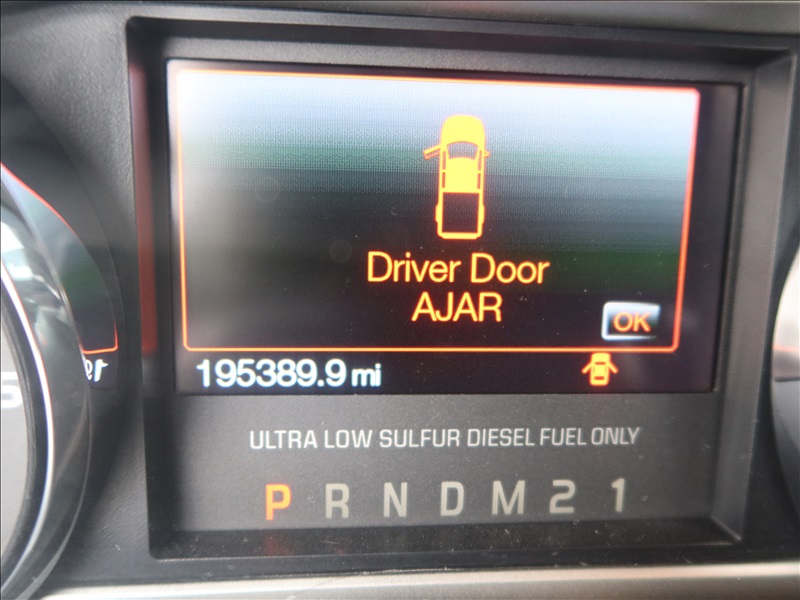 Driver Door
AJAR
OK
195389.9 mi
ULTRA LOW SULFUR DIESEL FUEL ONLY
P R N D M 2 1